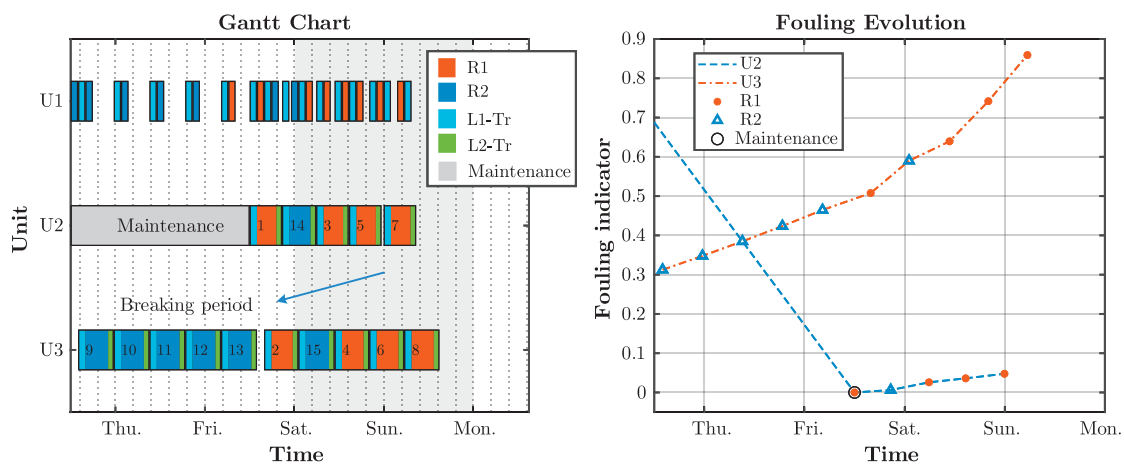 Gantt Chart
U1
U2
U3
Unit
R1
R2
L1-Tr
L2-Tr
Maintenance
Maintenance
1
14
3
5
7
Breaking period
9
10
11
12
13
2
15
4
6
8
Thu.
Fri.
Sat.
Sun.
Mon.
Time
Fouling Evolution
0.9
0.8
0.7
0.6
0.5
0.4
0.3
0.2
0.1
0
Fouling indicator
U2
U3
R1
R2
Maintenance
Thu.
Fri.
Sat.
Sun.
Mon.
Time